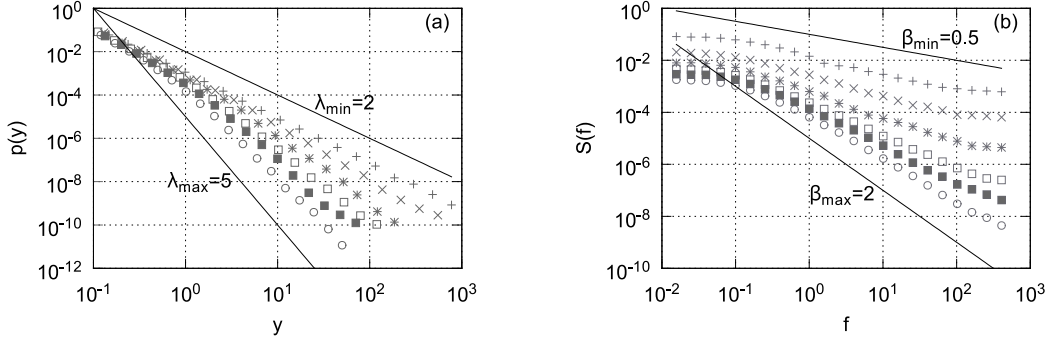 (a)
10^0
10^-2
10^-4
10^-6
10^-8
10^-10
10^-12
p(y)
λ_min=2
λ_max=5
10^-1 10^0 10^1 10^2 10^3
y
(b)
10^0
10^-2
10^-4
10^-6
10^-8
10^-10
S(f)
β_min=0.5
β_max=2
10^-2 10^-1 10^0 10^1 10^2 10^3
f